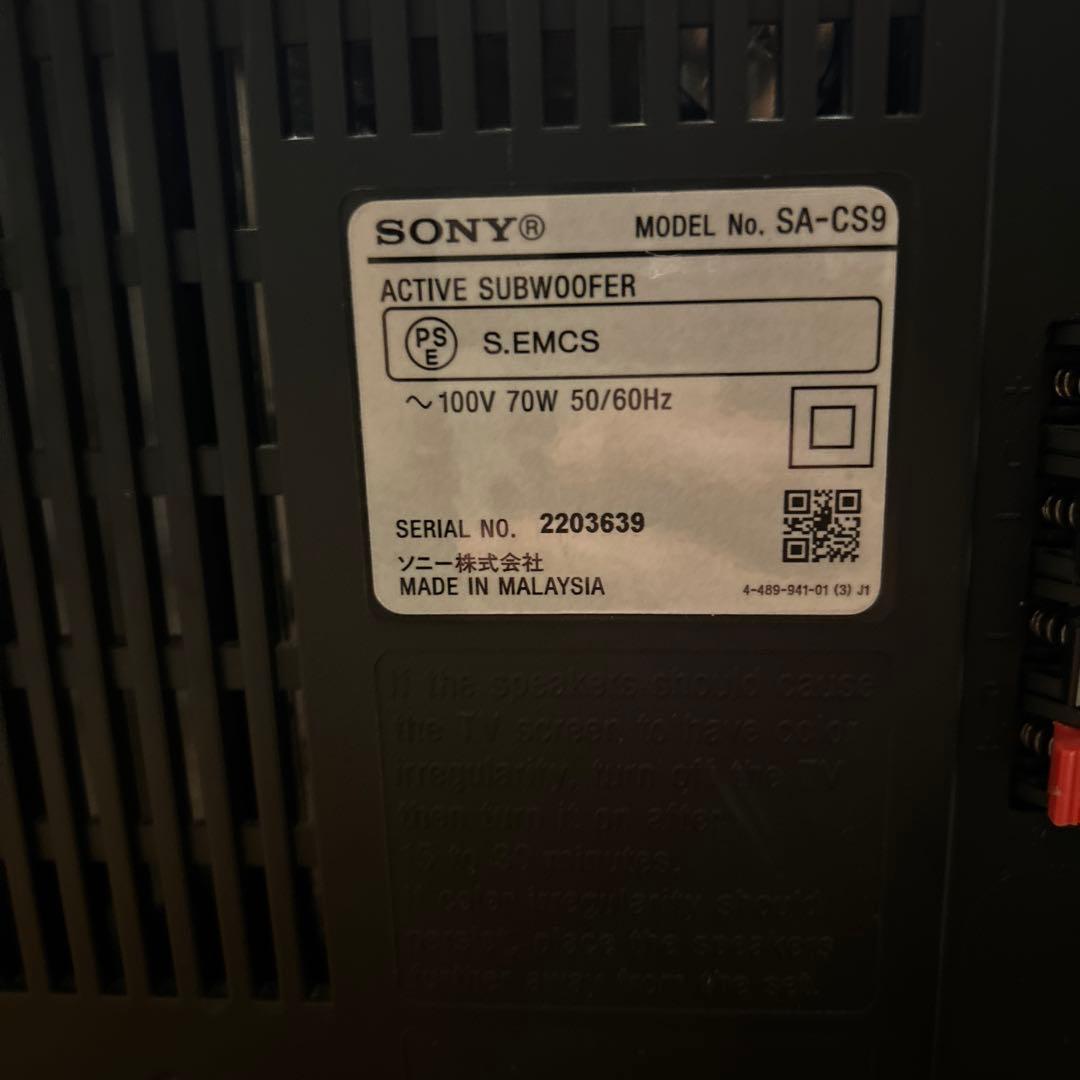 SONY® MODEL No. SA-CS9
ACTIVE SUBWOOFER
PS
E
S.EMCS
～100V 70W 50/60Hz
SERIAL NO. 2203639
ソニー株式会社
MADE IN MALAYSIA
4-489-941-01 (3) J1
If the speakers should cause
the TV screen to have color
irregularity, turn off the TV
then turn it on after
15 to 30 minutes.
If color irregularity should
persist, place the speakers
further away from the set.